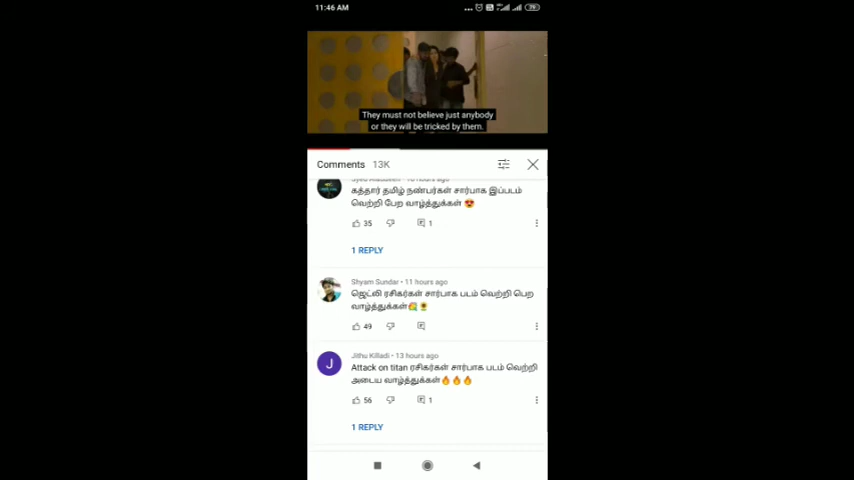 11:46 AM
79
They must not believe just anybody
or they will be tricked by them.
Comments 13K
கத்தார் தமிழ் நண்பர்கள் சார்பாக இப்படம்
வெற்றி பேற வாழ்த்துக்கள் 😍
35 1
1 REPLY
Shyam Sundar • 11 hours ago
ஜெட்லி ரசிகர்கள் சார்பாக படம் வெற்றி பெற
வாழ்த்துக்கள்🥰🌻
49
J
Jithu Killadi • 13 hours ago
Attack on titan ரசிகர்கள் சார்பாக படம் வெற்றி
அடைய வாழ்த்துக்கள்🔥🔥🔥
56 1
1 REPLY